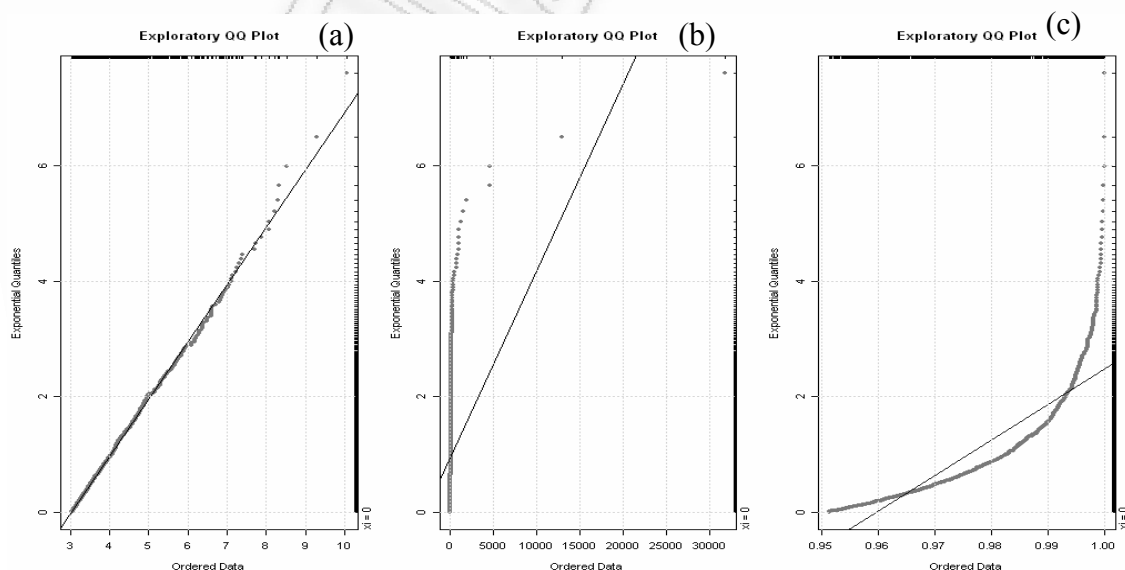 Exploratory QQ Plot (a)
Exponential Quantiles
6
4
2
0
3 4 5 6 7 8 9 10
xi = 0
Ordered Data
Exploratory QQ Plot (b)
Exponential Quantiles
6
4
2
0
0 5000 10000 15000 20000 25000 30000
xi = 0
Ordered Data
Exploratory QQ Plot (c)
Exponential Quantiles
6
4
2
0
0.95 0.96 0.97 0.98 0.99 1.00
xi = 0
Ordered Data